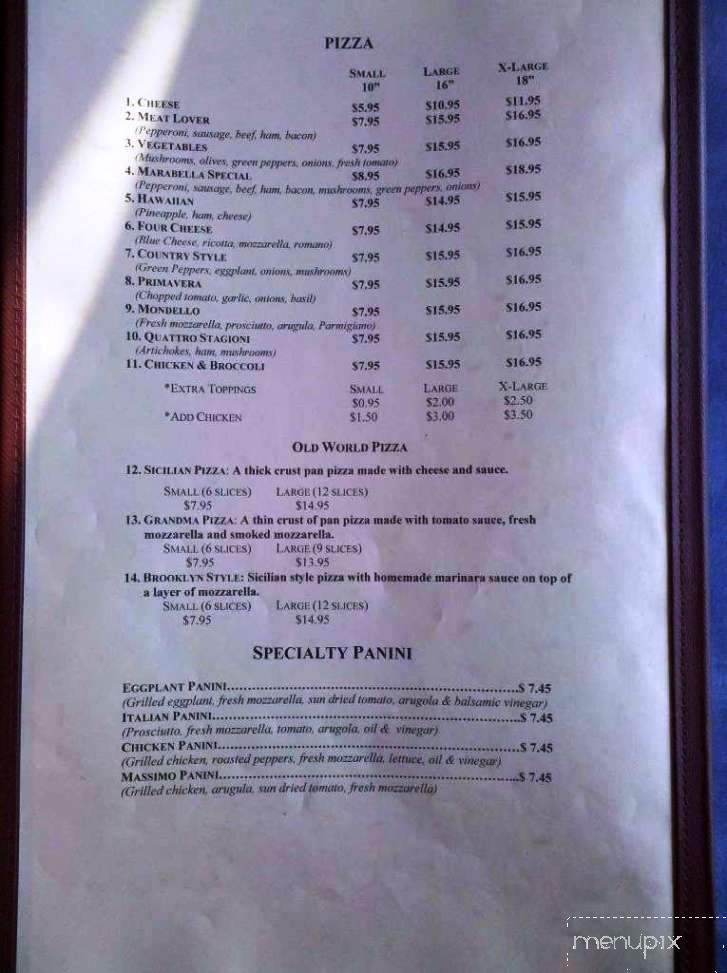 PIZZA
SMALL LARGE X-LARGE
10" 16" 18"
1. CHEESE $5.95 $10.95 $11.95
2. MEAT LOVER $7.95 $15.95 $16.95
(Pepperoni, sausage, beef, ham, bacon)
3. VEGETABLES $7.95 $15.95 $16.95
(Mushrooms, olives, green peppers, onions, fresh tomato)
4. MARABELLA SPECIAL $8.95 $16.95 $18.95
(Pepperoni, sausage, beef, ham, bacon, mushrooms, green peppers, onions)
5. HAWAIIAN $7.95 $14.95 $15.95
(Pineapple, ham, cheese)
6. FOUR CHEESE $7.95 $14.95 $15.95
(Blue Cheese, ricotta, mozzarella, romano)
7. COUNTRY STYLE $7.95 $15.95 $16.95
(Green Peppers, eggplant, onions, mushrooms)
8. PRIMAVERA $7.95 $15.95 $16.95
(Chopped tomato, garlic, onions, basil)
9. MONDELLO $7.95 $15.95 $16.95
(Fresh mozzarella, prosciutto, arugula, Parmigiano)
10. QUATTRO STAGIONI $7.95 $15.95 $16.95
(Artichokes, ham, mushrooms)
11. CHICKEN & BROCCOLI $7.95 $15.95 $16.95
*EXTRA TOPPINGS SMALL LARGE X-LARGE
$0.95 $2.00 $2.50
*ADD CHICKEN $1.50 $3.00 $3.50
OLD WORLD PIZZA
12. SICILIAN PIZZA: A thick crust pan pizza made with cheese and sauce.
SMALL (6 SLICES) LARGE (12 SLICES)
$7.95 $14.95
13. GRANDMA PIZZA: A thin crust of pan pizza made with tomato sauce, fresh
mozzarella and smoked mozzarella.
SMALL (6 SLICES) LARGE (9 SLICES)
$7.95 $13.95
14. BROOKLYN STYLE: Sicilian style pizza with homemade marinara sauce on top of
a layer of mozzarella.
SMALL (6 SLICES) LARGE (12 SLICES)
$7.95 $14.95
SPECIALTY PANINI
EGGPLANT PANINI..........$ 7.45
(Grilled eggplant, fresh mozzarella, sun dried tomato, arugola & balsamic vinegar)
ITALIAN PANINI..........$ 7.45
(Prosciutto, fresh mozzarella, tomato, arugola, oil & vinegar)
CHICKEN PANINI..........$ 7.45
(Grilled chicken, roasted peppers, fresh mozzarella, lettuce, oil & vinegar)
MASSIMO PANINI..........$ 7.45
(Grilled chicken, arugula, sun dried tomato, fresh mozzarella)
menupix